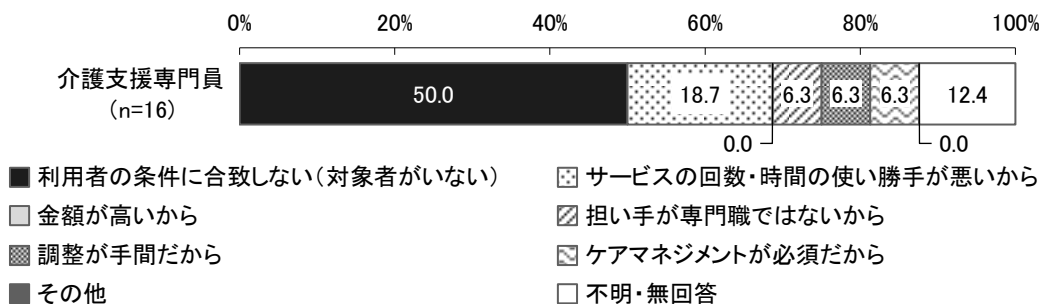 0% 20% 40% 60% 80% 100%
介護支援専門員
(n=16)
50.0 18.7 6.3 6.3 6.3 12.4
0.0 0.0
利用者の条件に合致しない(対象者がいない) サービスの回数・時間の使い勝手が悪いから
金額が高いから 担い手が専門職ではないから
調整が手間だから ケアマネジメントが必須だから
その他 不明・無回答